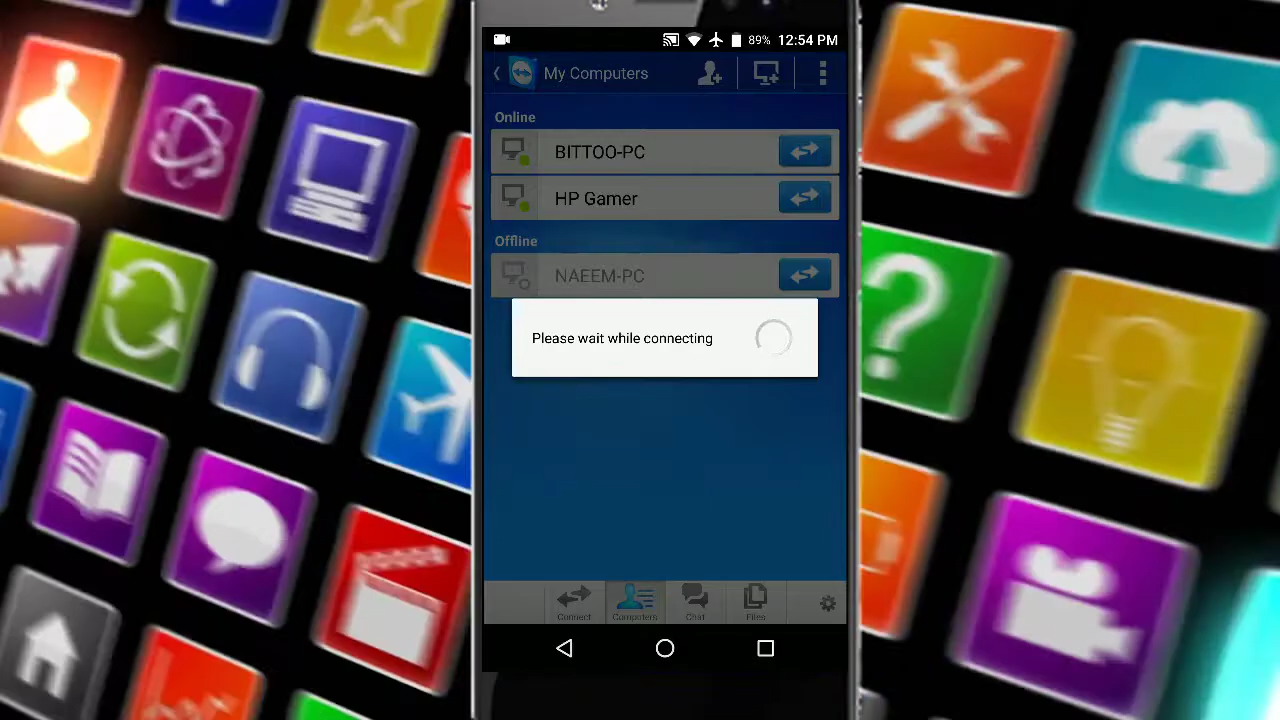 89% 12:54 PM
My Computers
Online
BITTOO-PC
HP Gamer
Offline
NAEEM-PC
Please wait while connecting
Connect Computers Chat Files